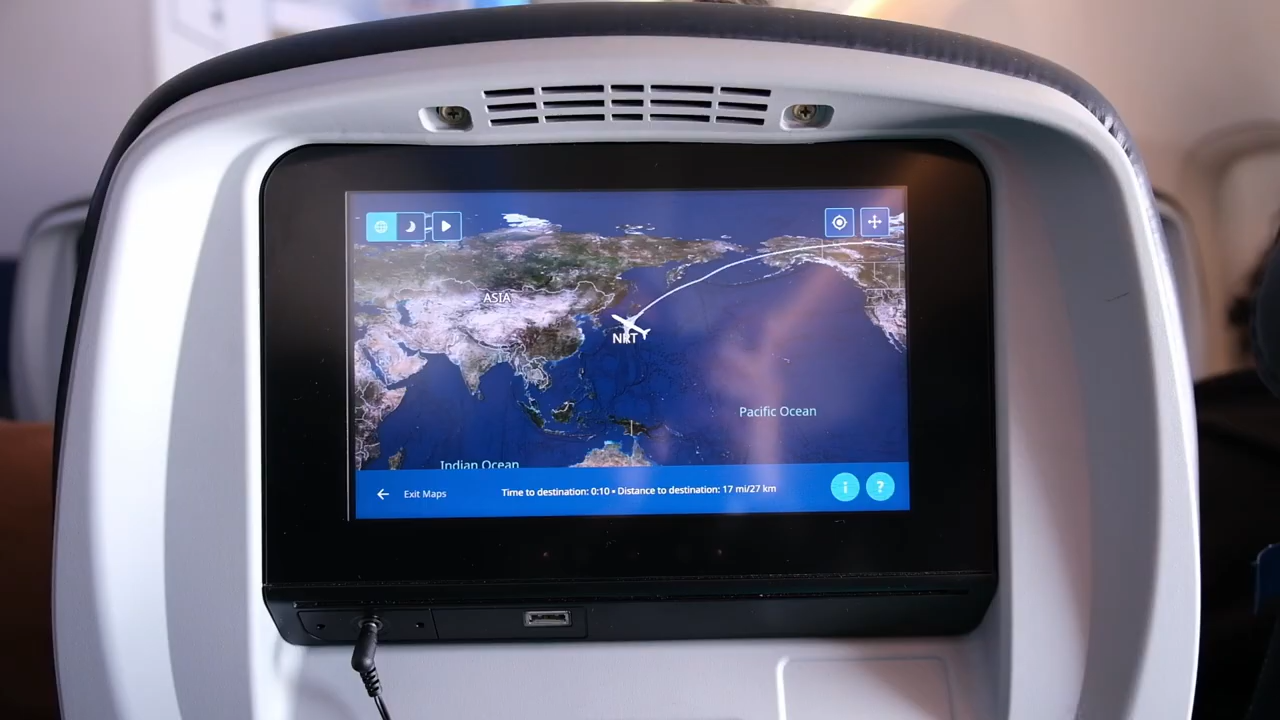 ASIA
NRT
Pacific Ocean
Indian Ocean
Exit Maps
Time to destination: 0:10 • Distance to destination: 17 mi/27 km
i
?